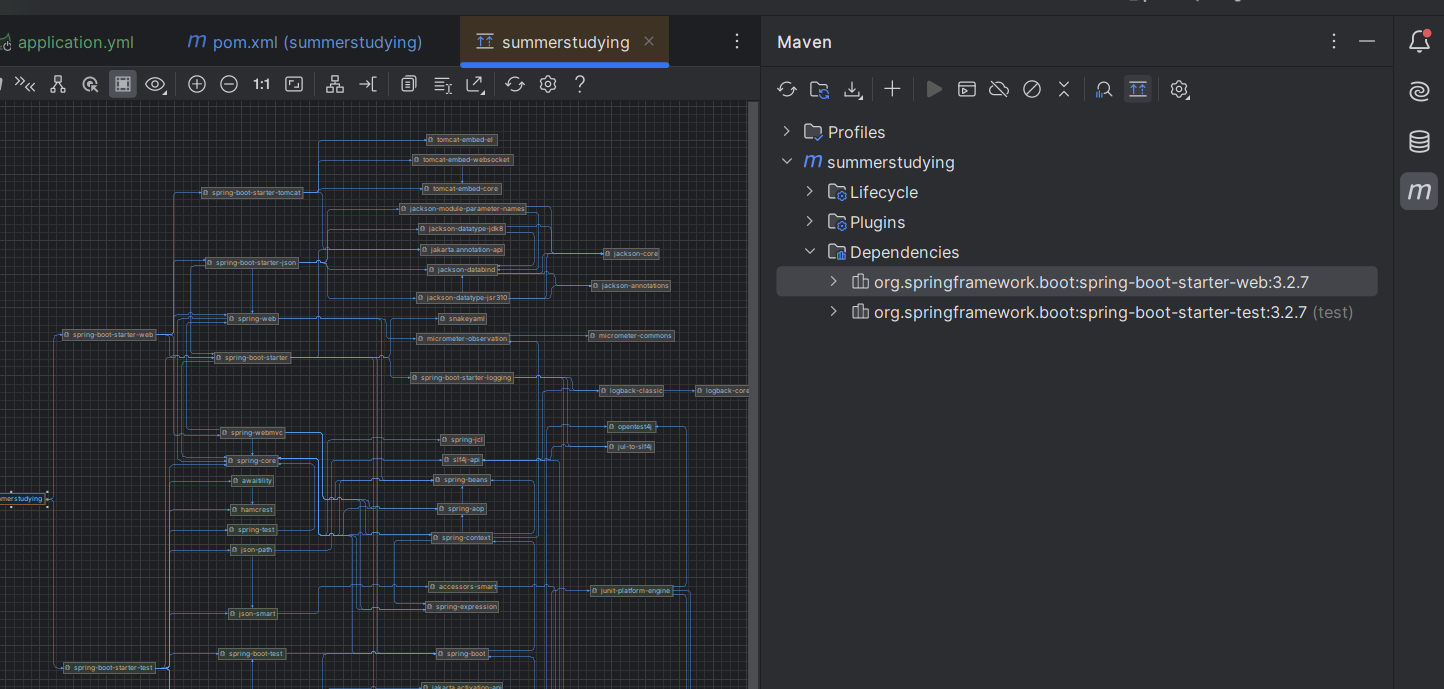 application.yml
pom.xml (summerstudying)
summerstudying
Maven
1:1
Profiles
summerstudying
Lifecycle
Plugins
Dependencies
org.springframework.boot:spring-boot-starter-web:3.2.7
org.springframework.boot:spring-boot-starter-test:3.2.7 (test)
tomcat-embed-el
tomcat-embed-websocket
spring-boot-starter-tomcat
tomcat-embed-core
jackson-module-parameter-names
jackson-datatype-jdk8
jakarta.annotation-api
jackson-core
spring-boot-starter-json
jackson-databind
jackson-annotations
jackson-datatype-jsr310
spring-web
snakeyaml
spring-boot-starter-web
micrometer-observation
micrometer-commons
spring-boot-starter
spring-boot-starter-logging
logback-classic
logback-core
opentest4j
spring-webmvc
spring-jcl
jul-to-slf4j
spring-core
slf4j-api
awaitility
spring-beans
merstudying
hamcrest
spring-aop
spring-test
spring-context
json-path
accessors-smart
junit-platform-engine
spring-expression
json-smart
spring-boot-test
spring-boot
spring-boot-starter-test
jakarta.activation-api